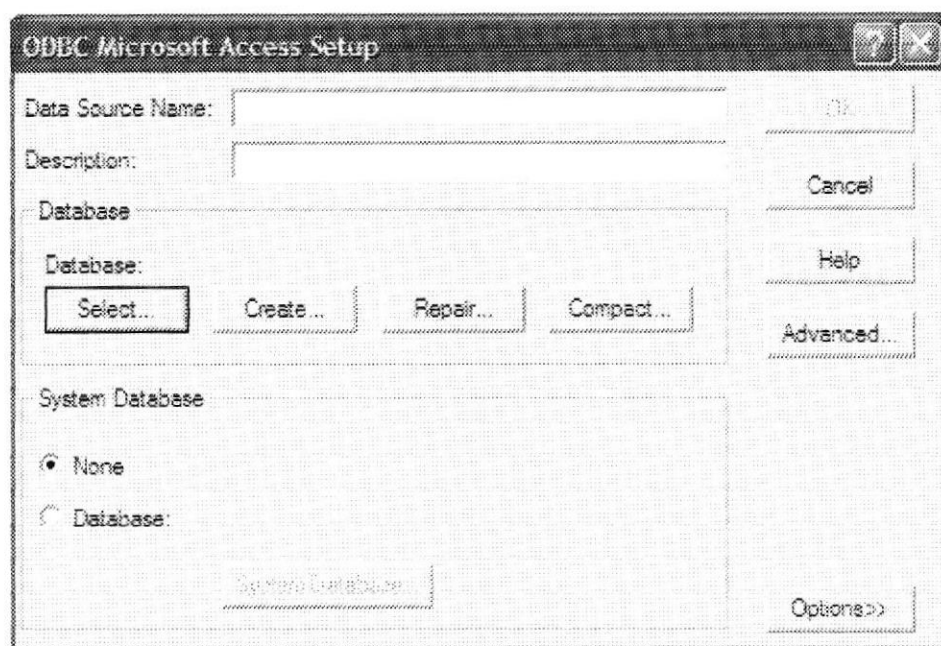 ODBC Microsoft Access Setup
Data Source Name:
OK
Description:
Cancel
Database
Database:
Help
Select...
Create...
Repair...
Compact...
Advanced...
System Database
None
Database:
System Database...
Options>>